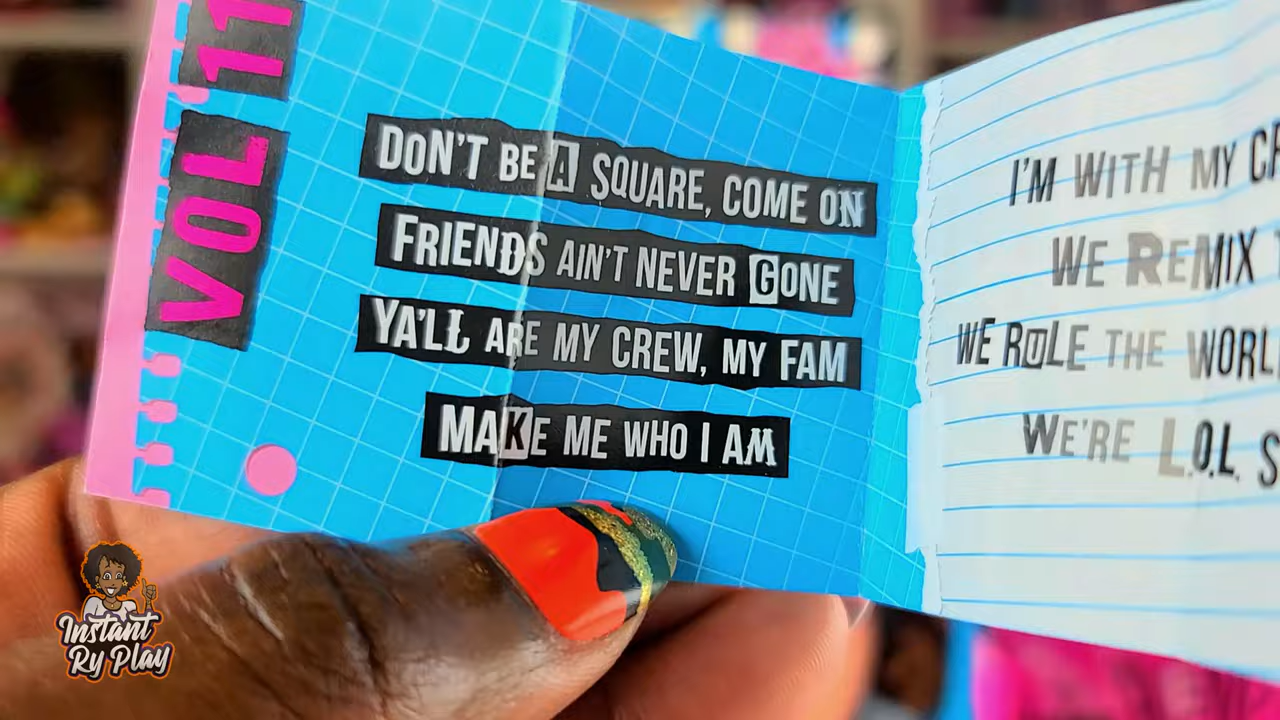 VOL 11
DON'T BE A SQUARE, COME ON
FRIENDS AIN'T NEVER GONE
YA'LL ARE MY CREW, MY FAM
MAKE ME WHO I AM
I'M WITH MY
WE REMIX
WE RULE THE
WE'RE L.O.L.
Instant
Ry Play